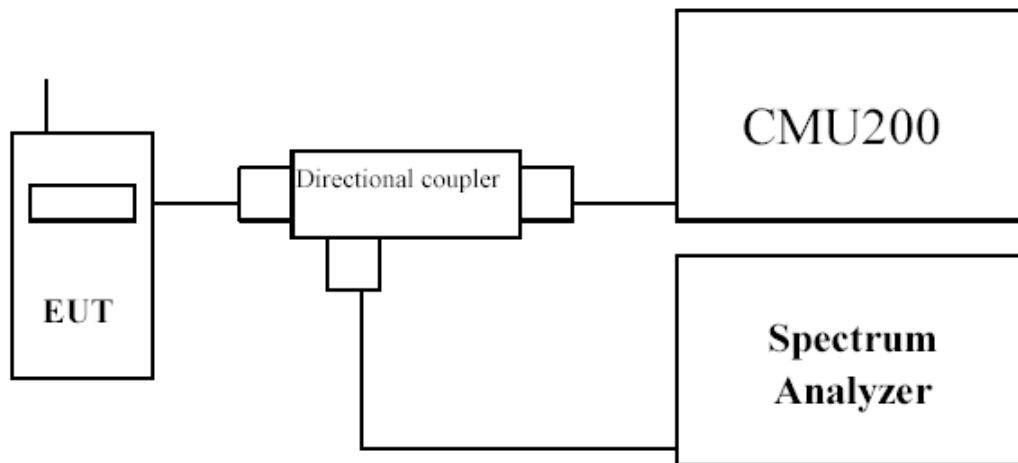 CMU200
Directional coupler
EUT
Spectrum
Analyzer